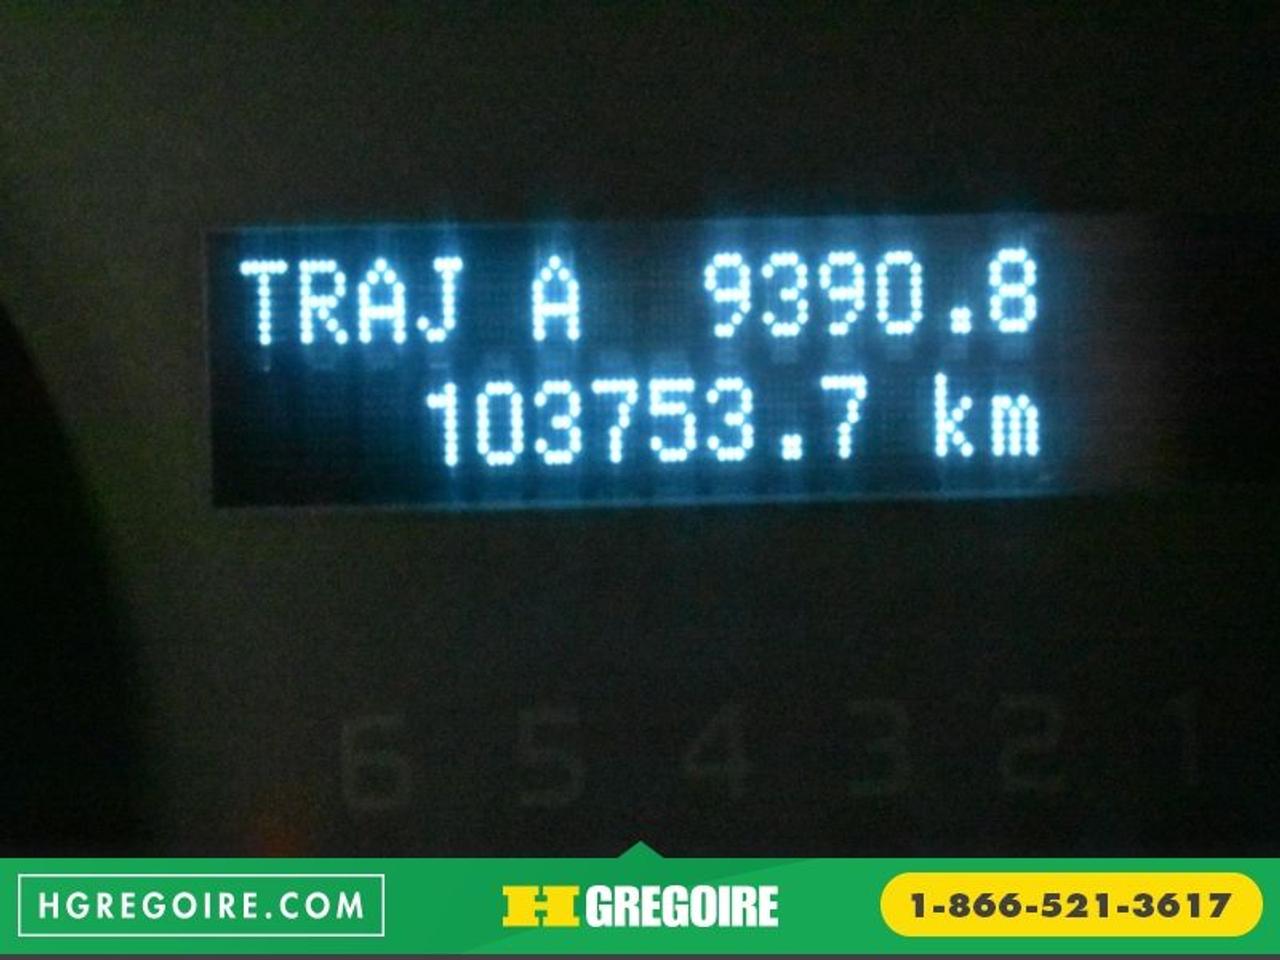 TRAJ A 9390.8
103753.7 km
6 5 4 3 2 1
HGREGOIRE.COM
H GREGOIRE
1-866-521-3617